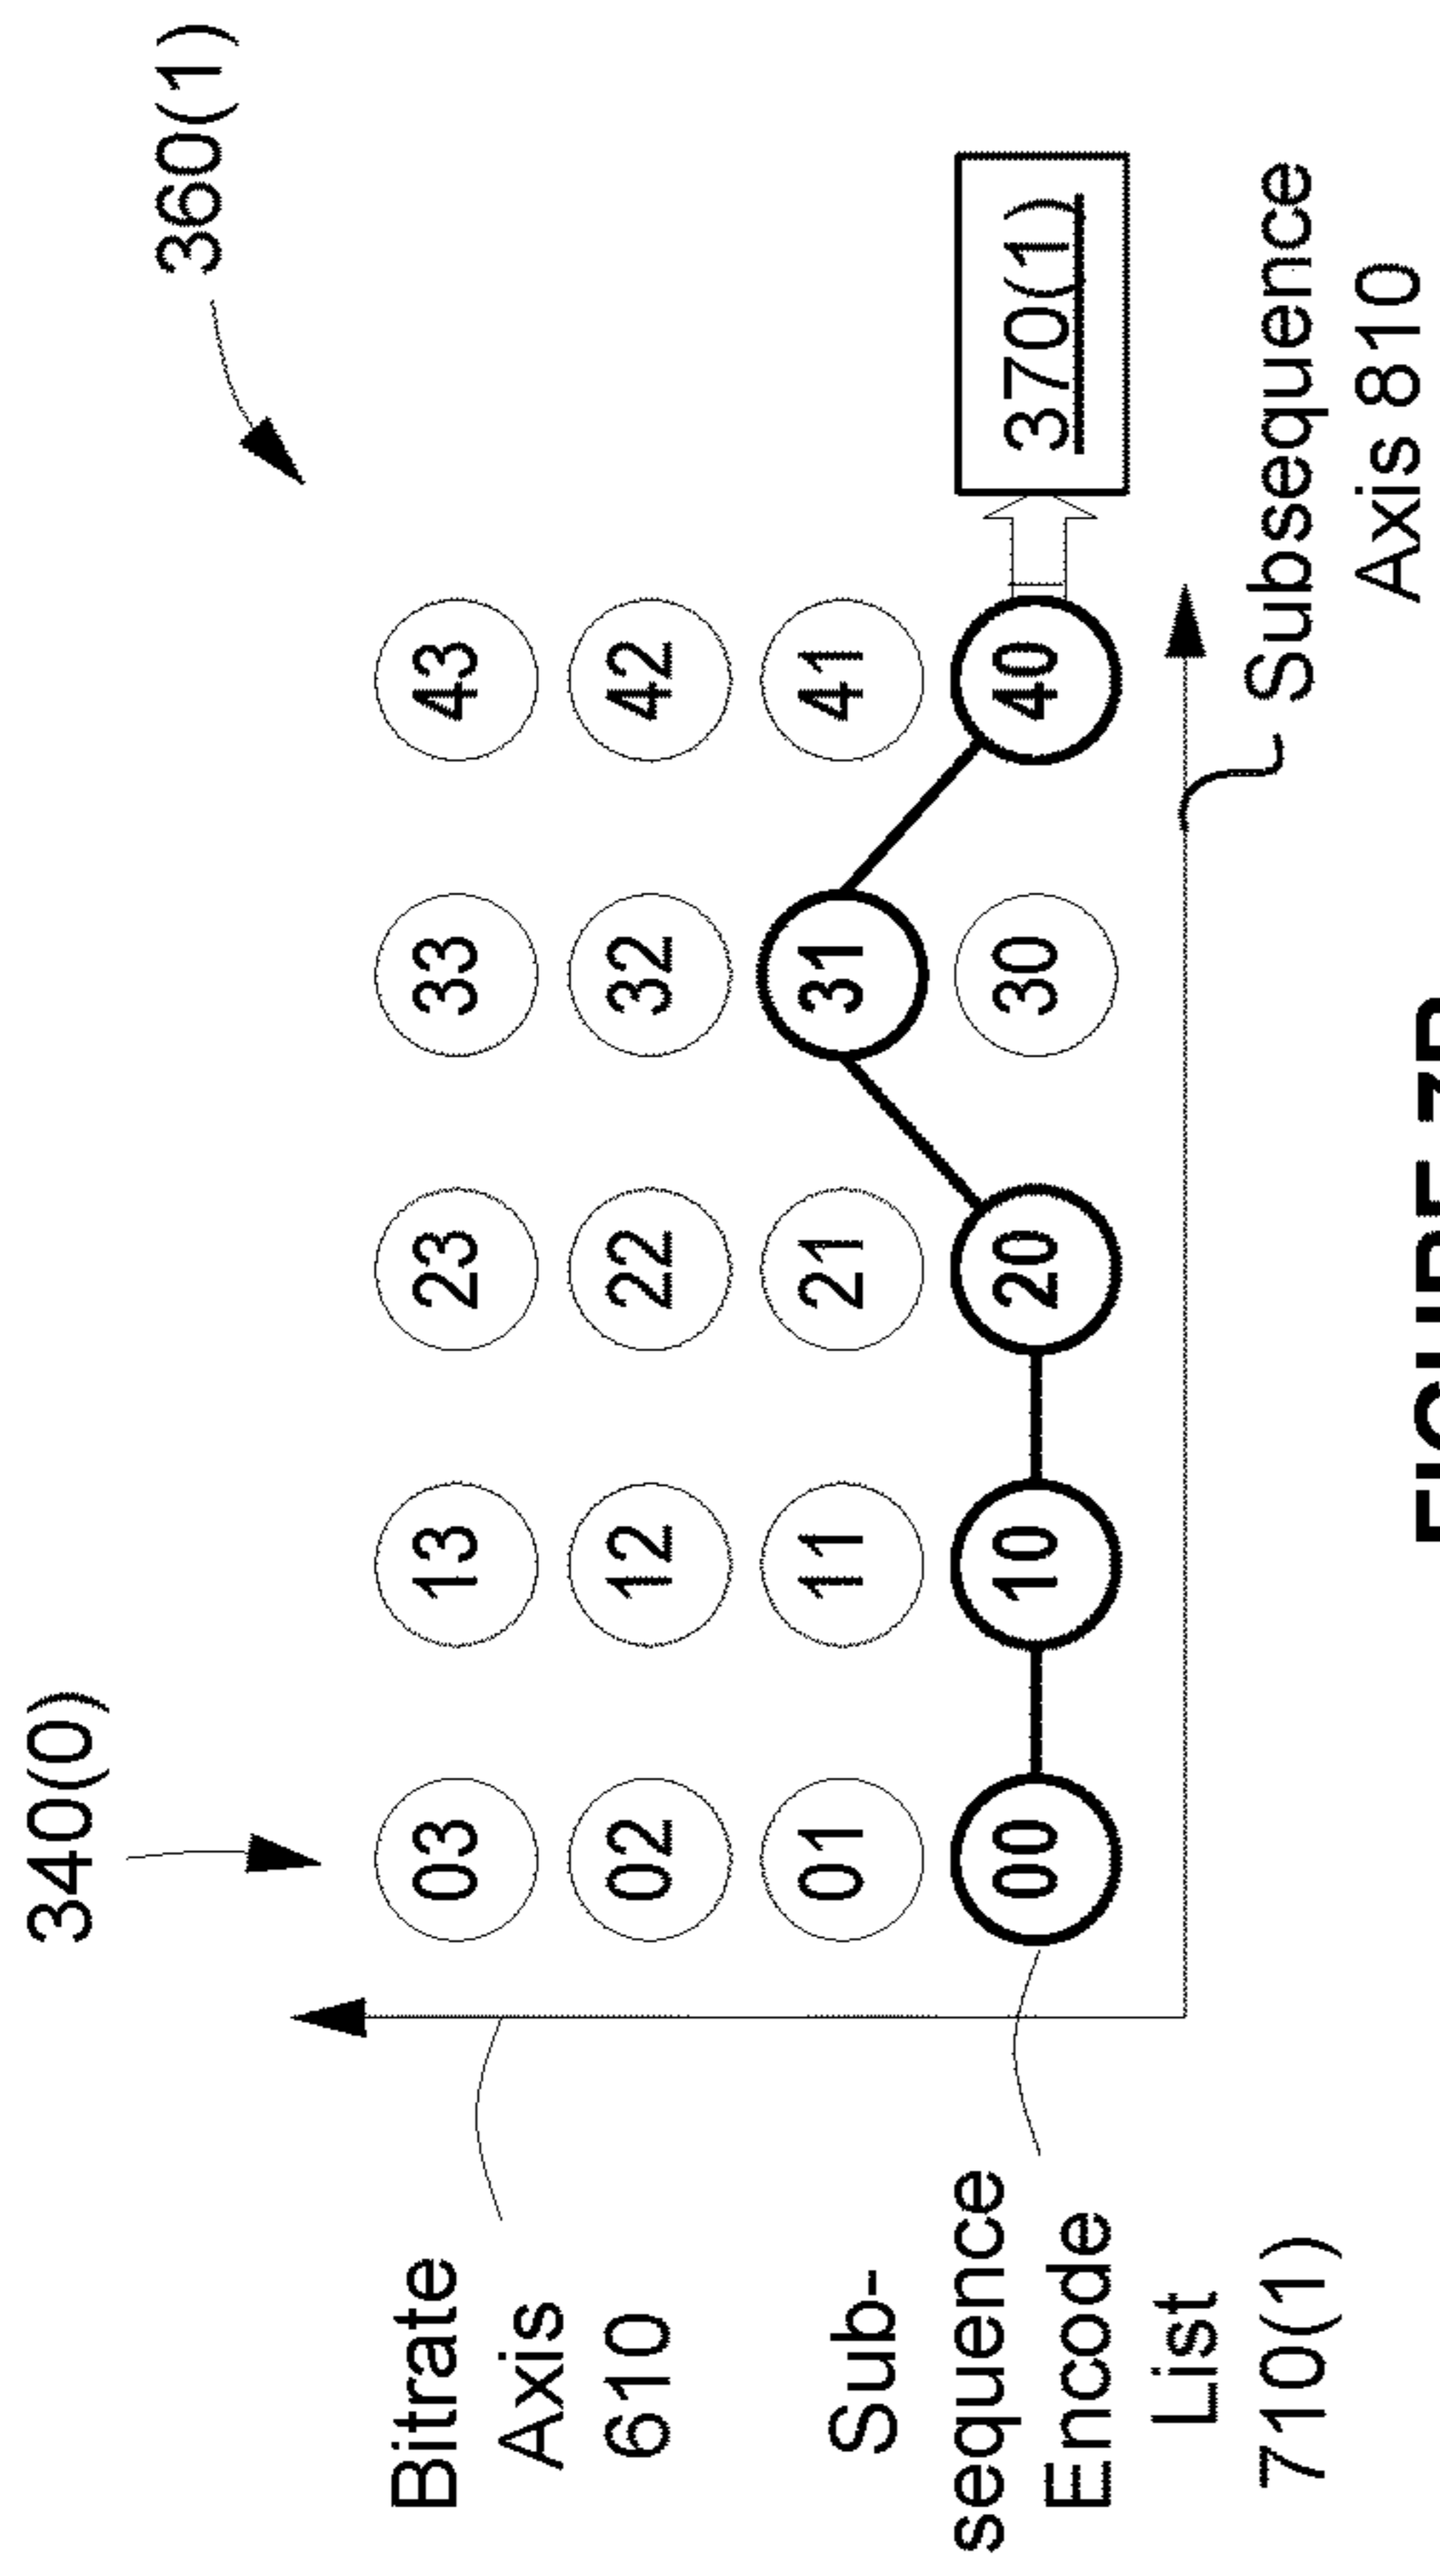 340(0)
360(1)
Bitrate
Axis
610
03 13 23 33 43
02 12 22 32 42
01 11 21 31 41
00 10 20 30 40
370(1)
Sub-
sequence
Encode
List
710(1)
Subsequence
Axis 810
FIGURE